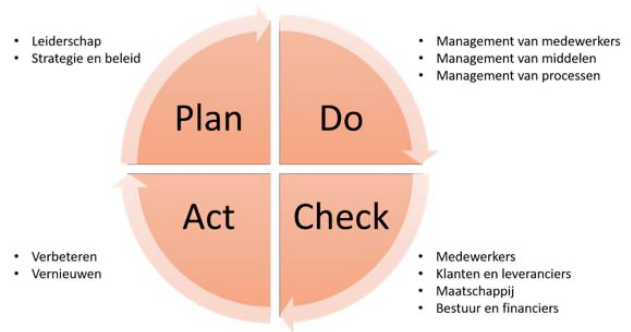 • Leiderschap
• Strategie en beleid
Plan
Do
• Management van medewerkers
• Management van middelen
• Management van processen
Act
Check
• Verbeteren
• Vernieuwen
• Medewerkers
• Klanten en leveranciers
• Maatschappij
• Bestuur en financiers